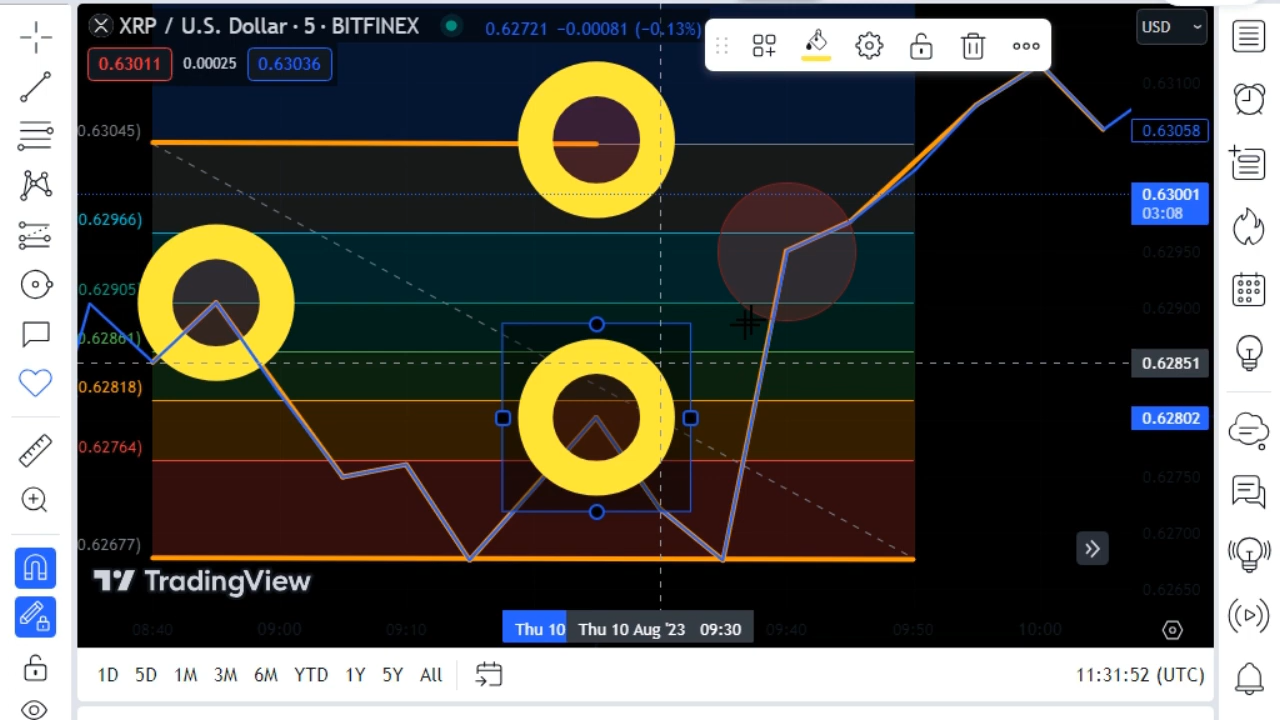 XRP / U.S. Dollar · 5 · BITFINEX
0.62721 −0.00081 (−0.13%)
USD
0.63011 0.00025 0.63036
0.63100
0.63045)
0.63058
0.63001
03:08
0.62966)
0.62950
0.62905
0.62900
0.62861)
0.62851
0.62818)
0.62802
0.62764)
0.62750
0.62700
0.62677)
0.62650
TradingView
08:40 09:00 09:10 Thu 10 Thu 10 Aug '23 09:30 09:40 09:50 10:00
1D 5D 1M 3M 6M YTD 1Y 5Y All
11:31:52 (UTC)